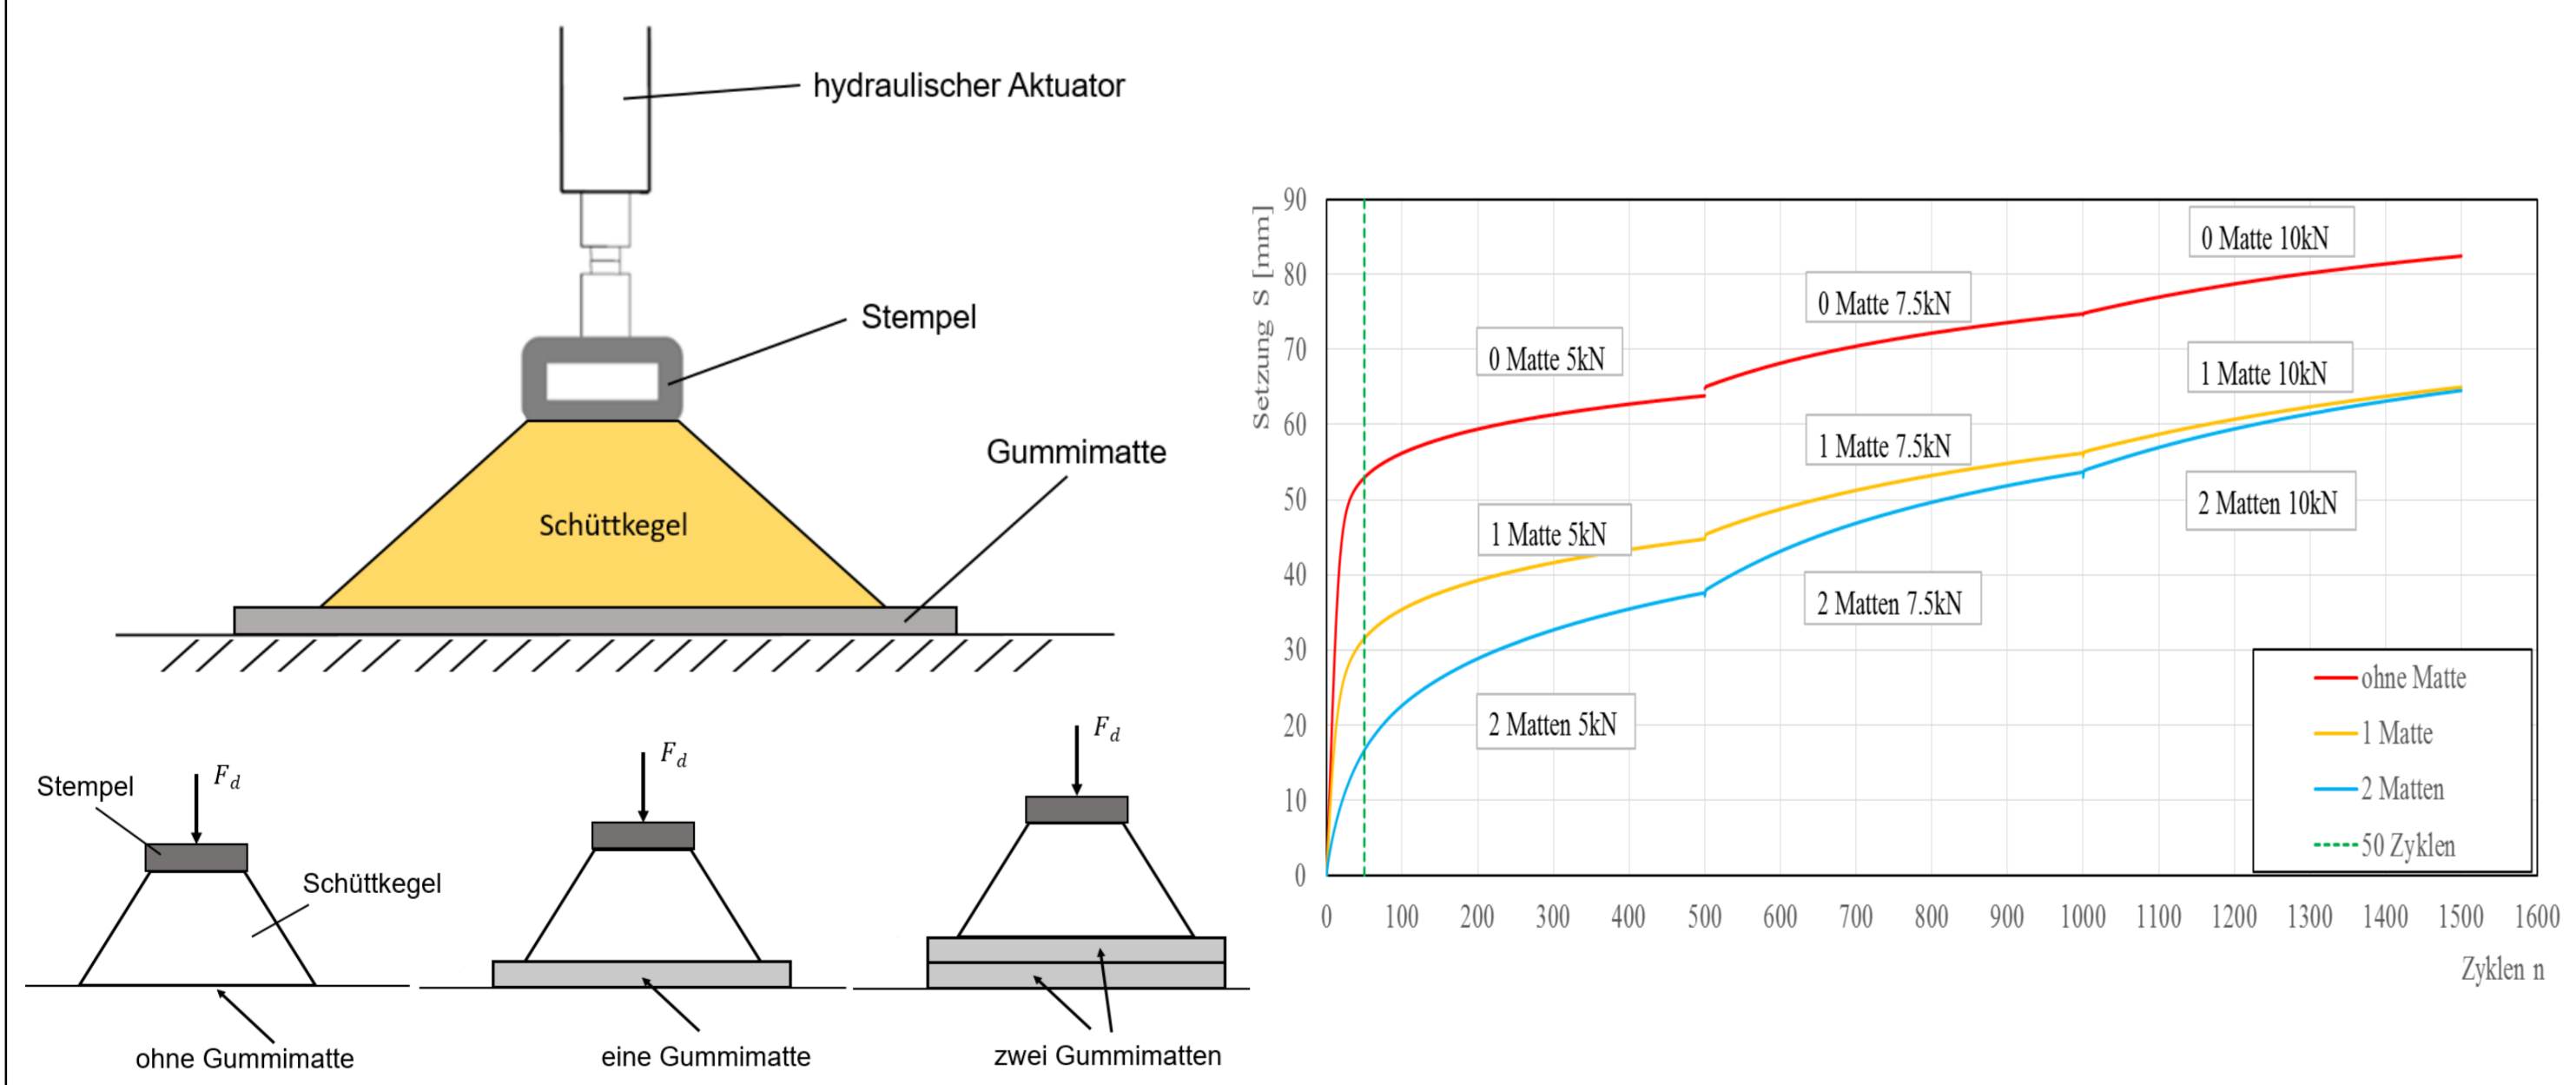 hydraulischer Aktuator
Stempel
Gummimatte
Schüttkegel
F_d
Stempel
Schüttkegel
ohne Gummimatte
F_d
eine Gummimatte
F_d
zwei Gummimatten
Setzung S [mm]
90
80
70
60
50
40
30
20
10
0
0 Matte 10kN
0 Matte 7.5kN
0 Matte 5kN
1 Matte 10kN
1 Matte 7.5kN
1 Matte 5kN
2 Matten 10kN
2 Matten 7.5kN
2 Matten 5kN
ohne Matte
1 Matte
2 Matten
50 Zyklen
0 100 200 300 400 500 600 700 800 900 1000 1100 1200 1300 1400 1500 1600
Zyklen n